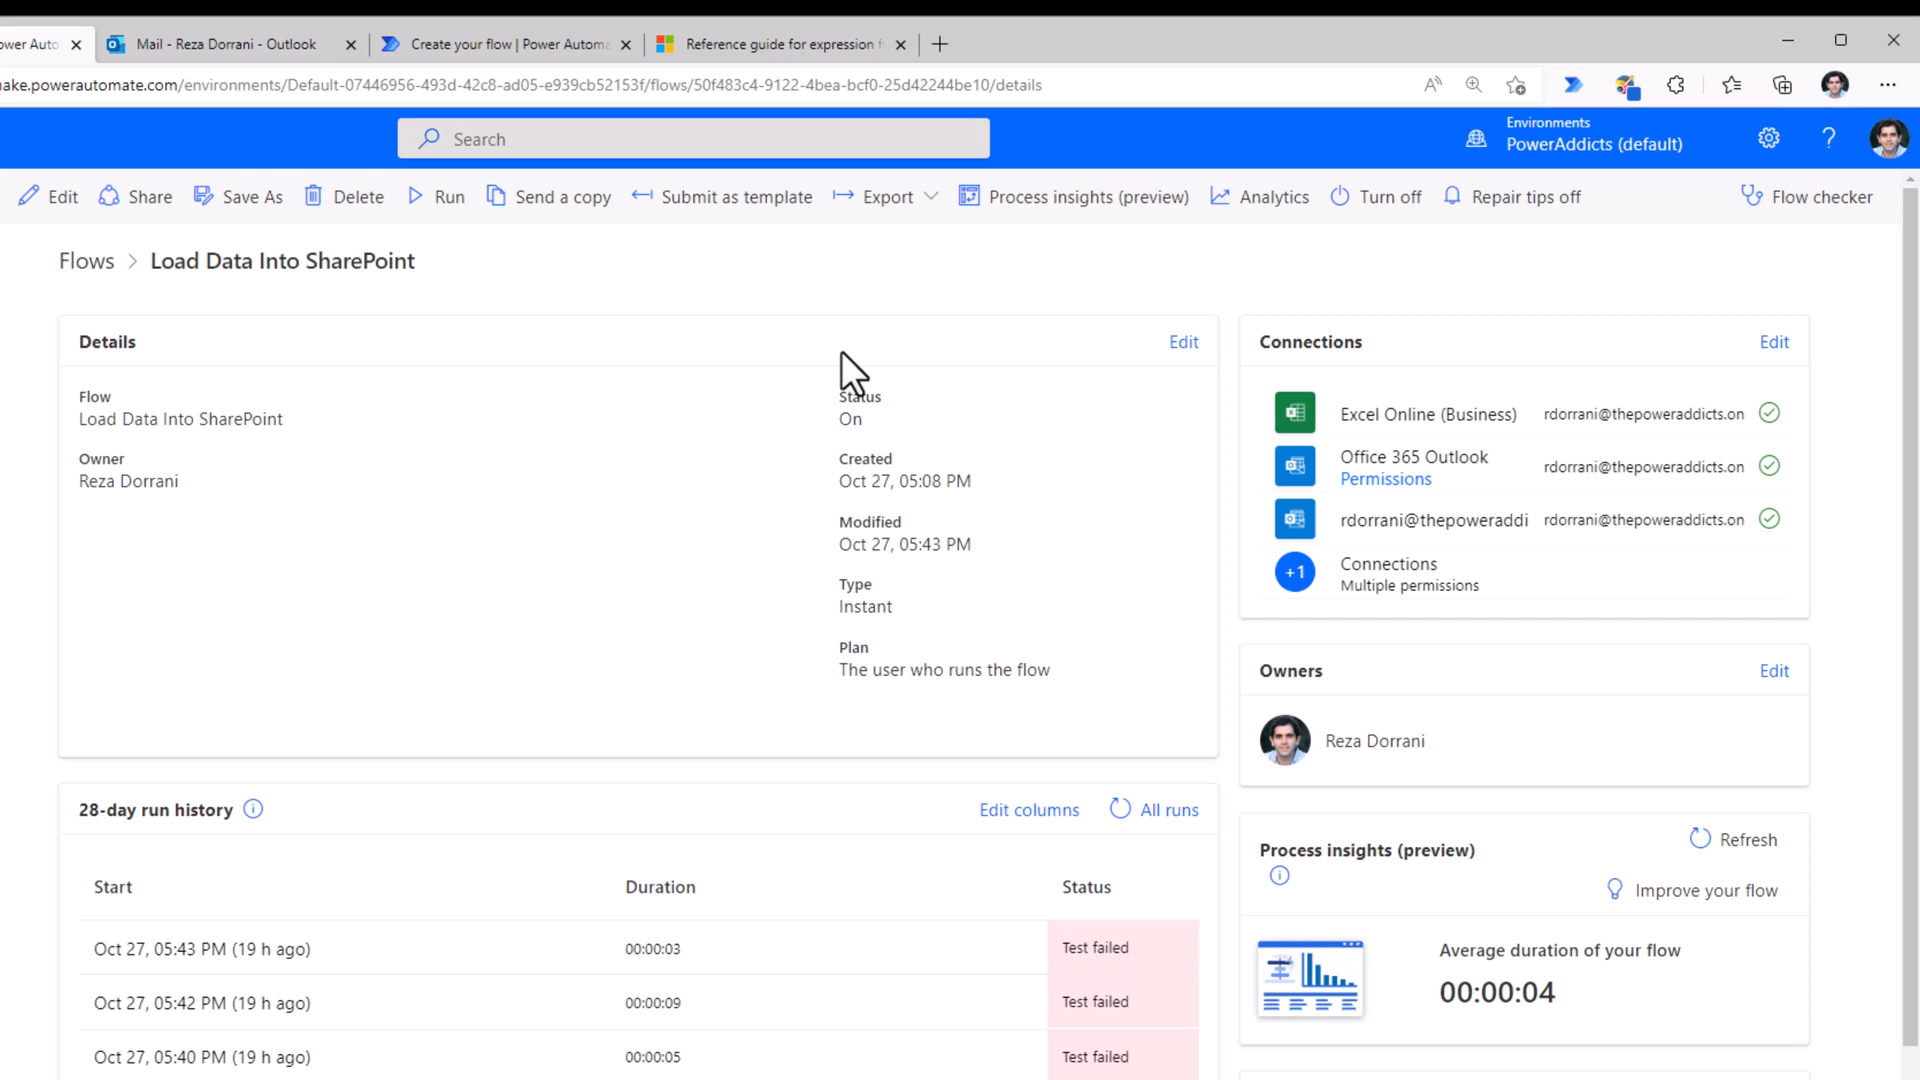 ower Auto
Mail - Reza Dorrani - Outlook
Create your flow | Power Automa
Reference guide for expression f
ake.powerautomate.com/environments/Default-07446956-493d-42c8-ad05-e939cb52153f/flows/50f483c4-9122-4bea-bcf0-25d42244be10/details
Search
Environments
PowerAddicts (default)
Edit
Share
Save As
Delete
Run
Send a copy
Submit as template
Export
Process insights (preview)
Analytics
Turn off
Repair tips off
Flow checker
Flows > Load Data Into SharePoint
Details
Edit
Flow
Load Data Into SharePoint
Owner
Reza Dorrani
Status
On
Created
Oct 27, 05:08 PM
Modified
Oct 27, 05:43 PM
Type
Instant
Plan
The user who runs the flow
Connections
Edit
Excel Online (Business) rdorrani@thepoweraddicts.on
Office 365 Outlook
Permissions
rdorrani@thepoweraddicts.on
rdorrani@thepoweraddi rdorrani@thepoweraddicts.on
+1
Connections
Multiple permissions
Owners
Edit
Reza Dorrani
28-day run history
Edit columns
All runs
Start Duration Status
Oct 27, 05:43 PM (19 h ago) 00:00:03 Test failed
Oct 27, 05:42 PM (19 h ago) 00:00:09 Test failed
Oct 27, 05:40 PM (19 h ago) 00:00:05 Test failed
Process insights (preview)
Refresh
Improve your flow
Average duration of your flow
00:00:04